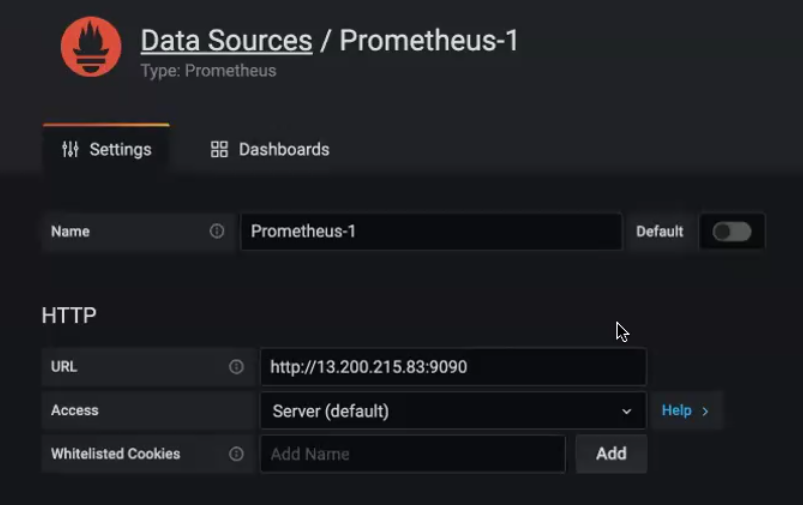 Data Sources / Prometheus-1
Type: Prometheus
Settings
Dashboards
Name
Prometheus-1
Default
HTTP
URL
http://13.200.215.83:9090
Access
Server (default)
Help
Whitelisted Cookies
Add Name
Add